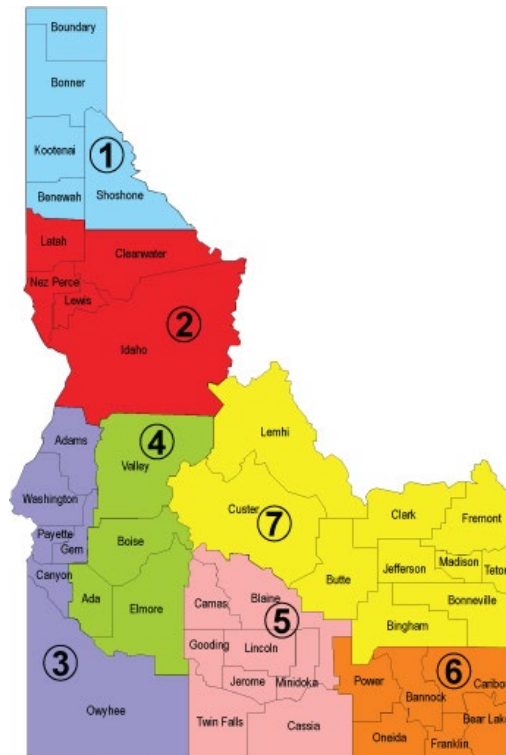 Boundary
Bonner
Kootenai
1
Benewah
Shoshone
Latah
Clearwater
Nez Perce
Lewis
2
Idaho
Adams
4
Lemhi
Valley
Washington
Custer
7
Clark
Fremont
Payette
Gem
Boise
Jefferson
Madison
Teton
Canyon
Butte
Ada
Elmore
Camas
Blaine
Bonneville
5
Bingham
Gooding
Lincoln
3
Power
6
Caribou
Jerome
Minidoka
Bannock
Owyhee
Bear Lake
Twin Falls
Cassia
Oneida
Franklin